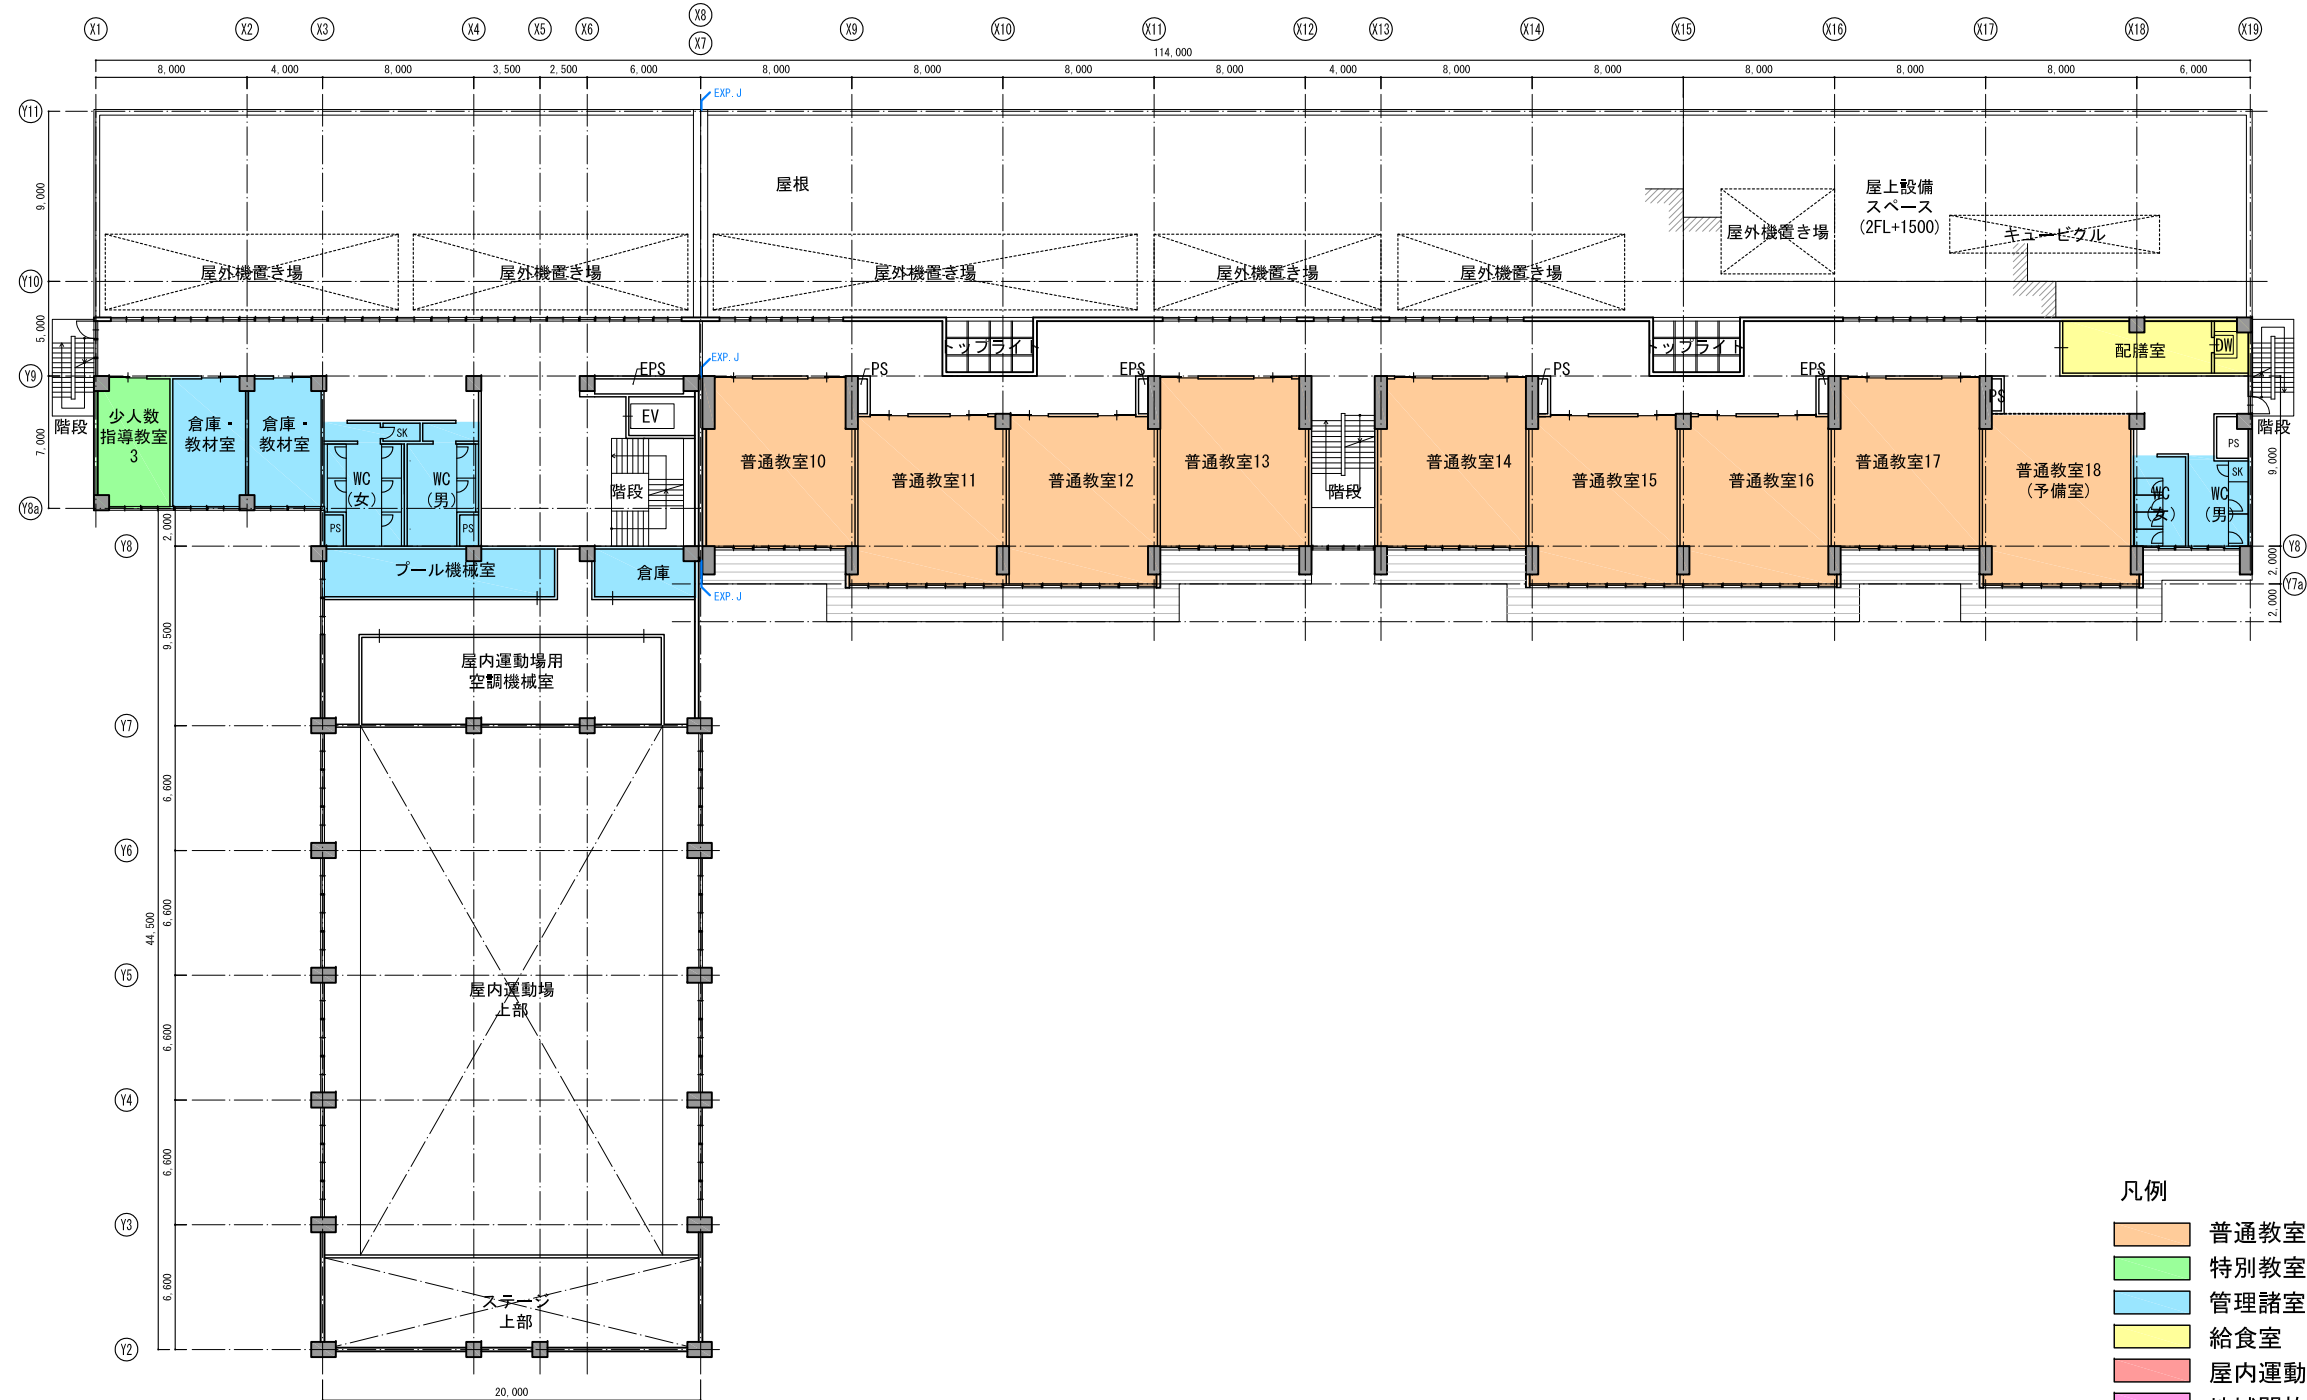 X1
X2
X3
X4
X5
X6
X8
X7
X9
X10
X11
X12
X13
X14
X15
X16
X17
X18
X19
114,000
8,000
4,000
8,000
3,500
2,500
6,000
8,000
8,000
8,000
8,000
4,000
8,000
8,000
8,000
8,000
8,000
6,000
EXP.J
Y11
9,000
屋根
屋上設備
スペース
(2FL+1500)
屋外機置き場
キュービクル
屋外機置き場
屋外機置き場
屋外機置き場
屋外機置き場
屋外機置き場
Y10
5,000
トップライト
トップライト
配膳室
DW
EXP.J
Y9
EPS
PS
EPS
PS
EPS
PS
階段
少人数
指導教室
3
倉庫・
教材室
倉庫・
教材室
SK
WC
(女)
WC
(男)
PS
PS
EV
階段
普通教室10
普通教室11
普通教室12
普通教室13
階段
普通教室14
普通教室15
普通教室16
普通教室17
普通教室18
(予備室)
PS
SK
WC
(女)
WC
(男)
階段
7,000
9,000
Y8a
2,000
Y8
Y8
2,000
Y7a
2,000
プール機械室
倉庫
EXP.J
9,500
屋内運動場用
空調機械室
Y7
6,600
Y6
6,600
44,500
Y5
屋内運動場
上部
6,600
Y4
6,600
Y3
6,600
ステージ
上部
Y2
20,000
凡例
普通教室
特別教室
管理諸室
給食室
屋内運動